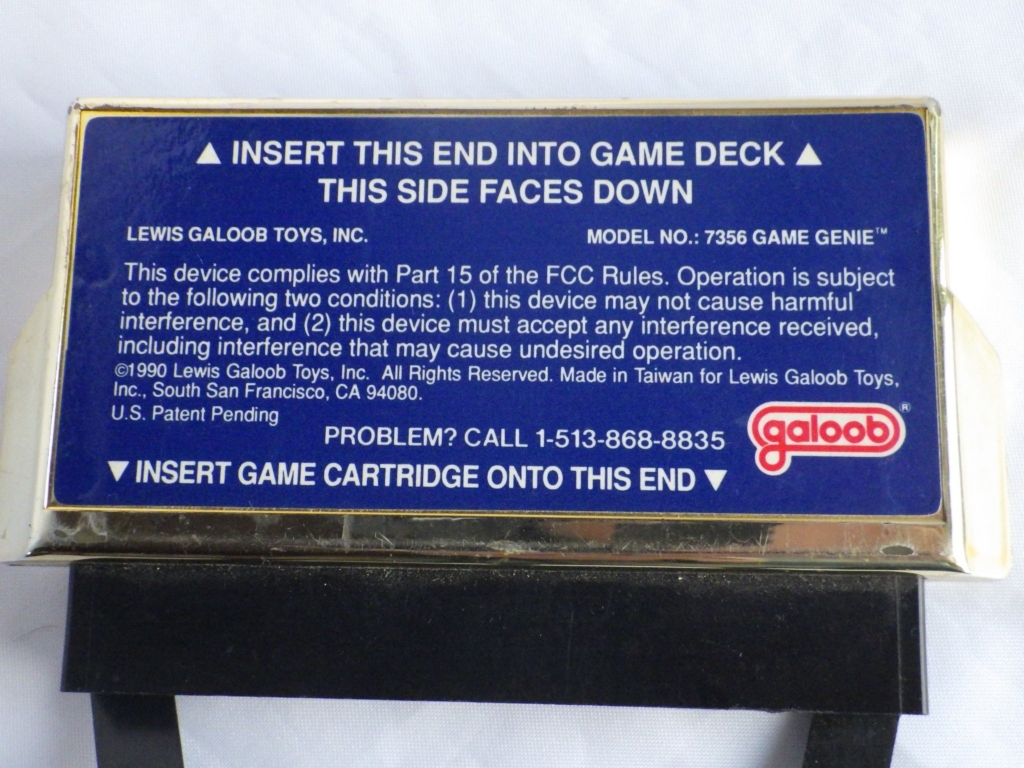 ▲ INSERT THIS END INTO GAME DECK ▲
THIS SIDE FACES DOWN
LEWIS GALOOB TOYS, INC.
MODEL NO.: 7356 GAME GENIE™
This device complies with Part 15 of the FCC Rules. Operation is subject
to the following two conditions: (1) this device may not cause harmful
interference, and (2) this device must accept any interference received,
including interference that may cause undesired operation.
©1990 Lewis Galoob Toys, Inc. All Rights Reserved. Made in Taiwan for Lewis Galoob Toys,
Inc., South San Francisco, CA 94080.
U.S. Patent Pending
PROBLEM? CALL 1-513-868-8835
galoob®
▼ INSERT GAME CARTRIDGE ONTO THIS END ▼